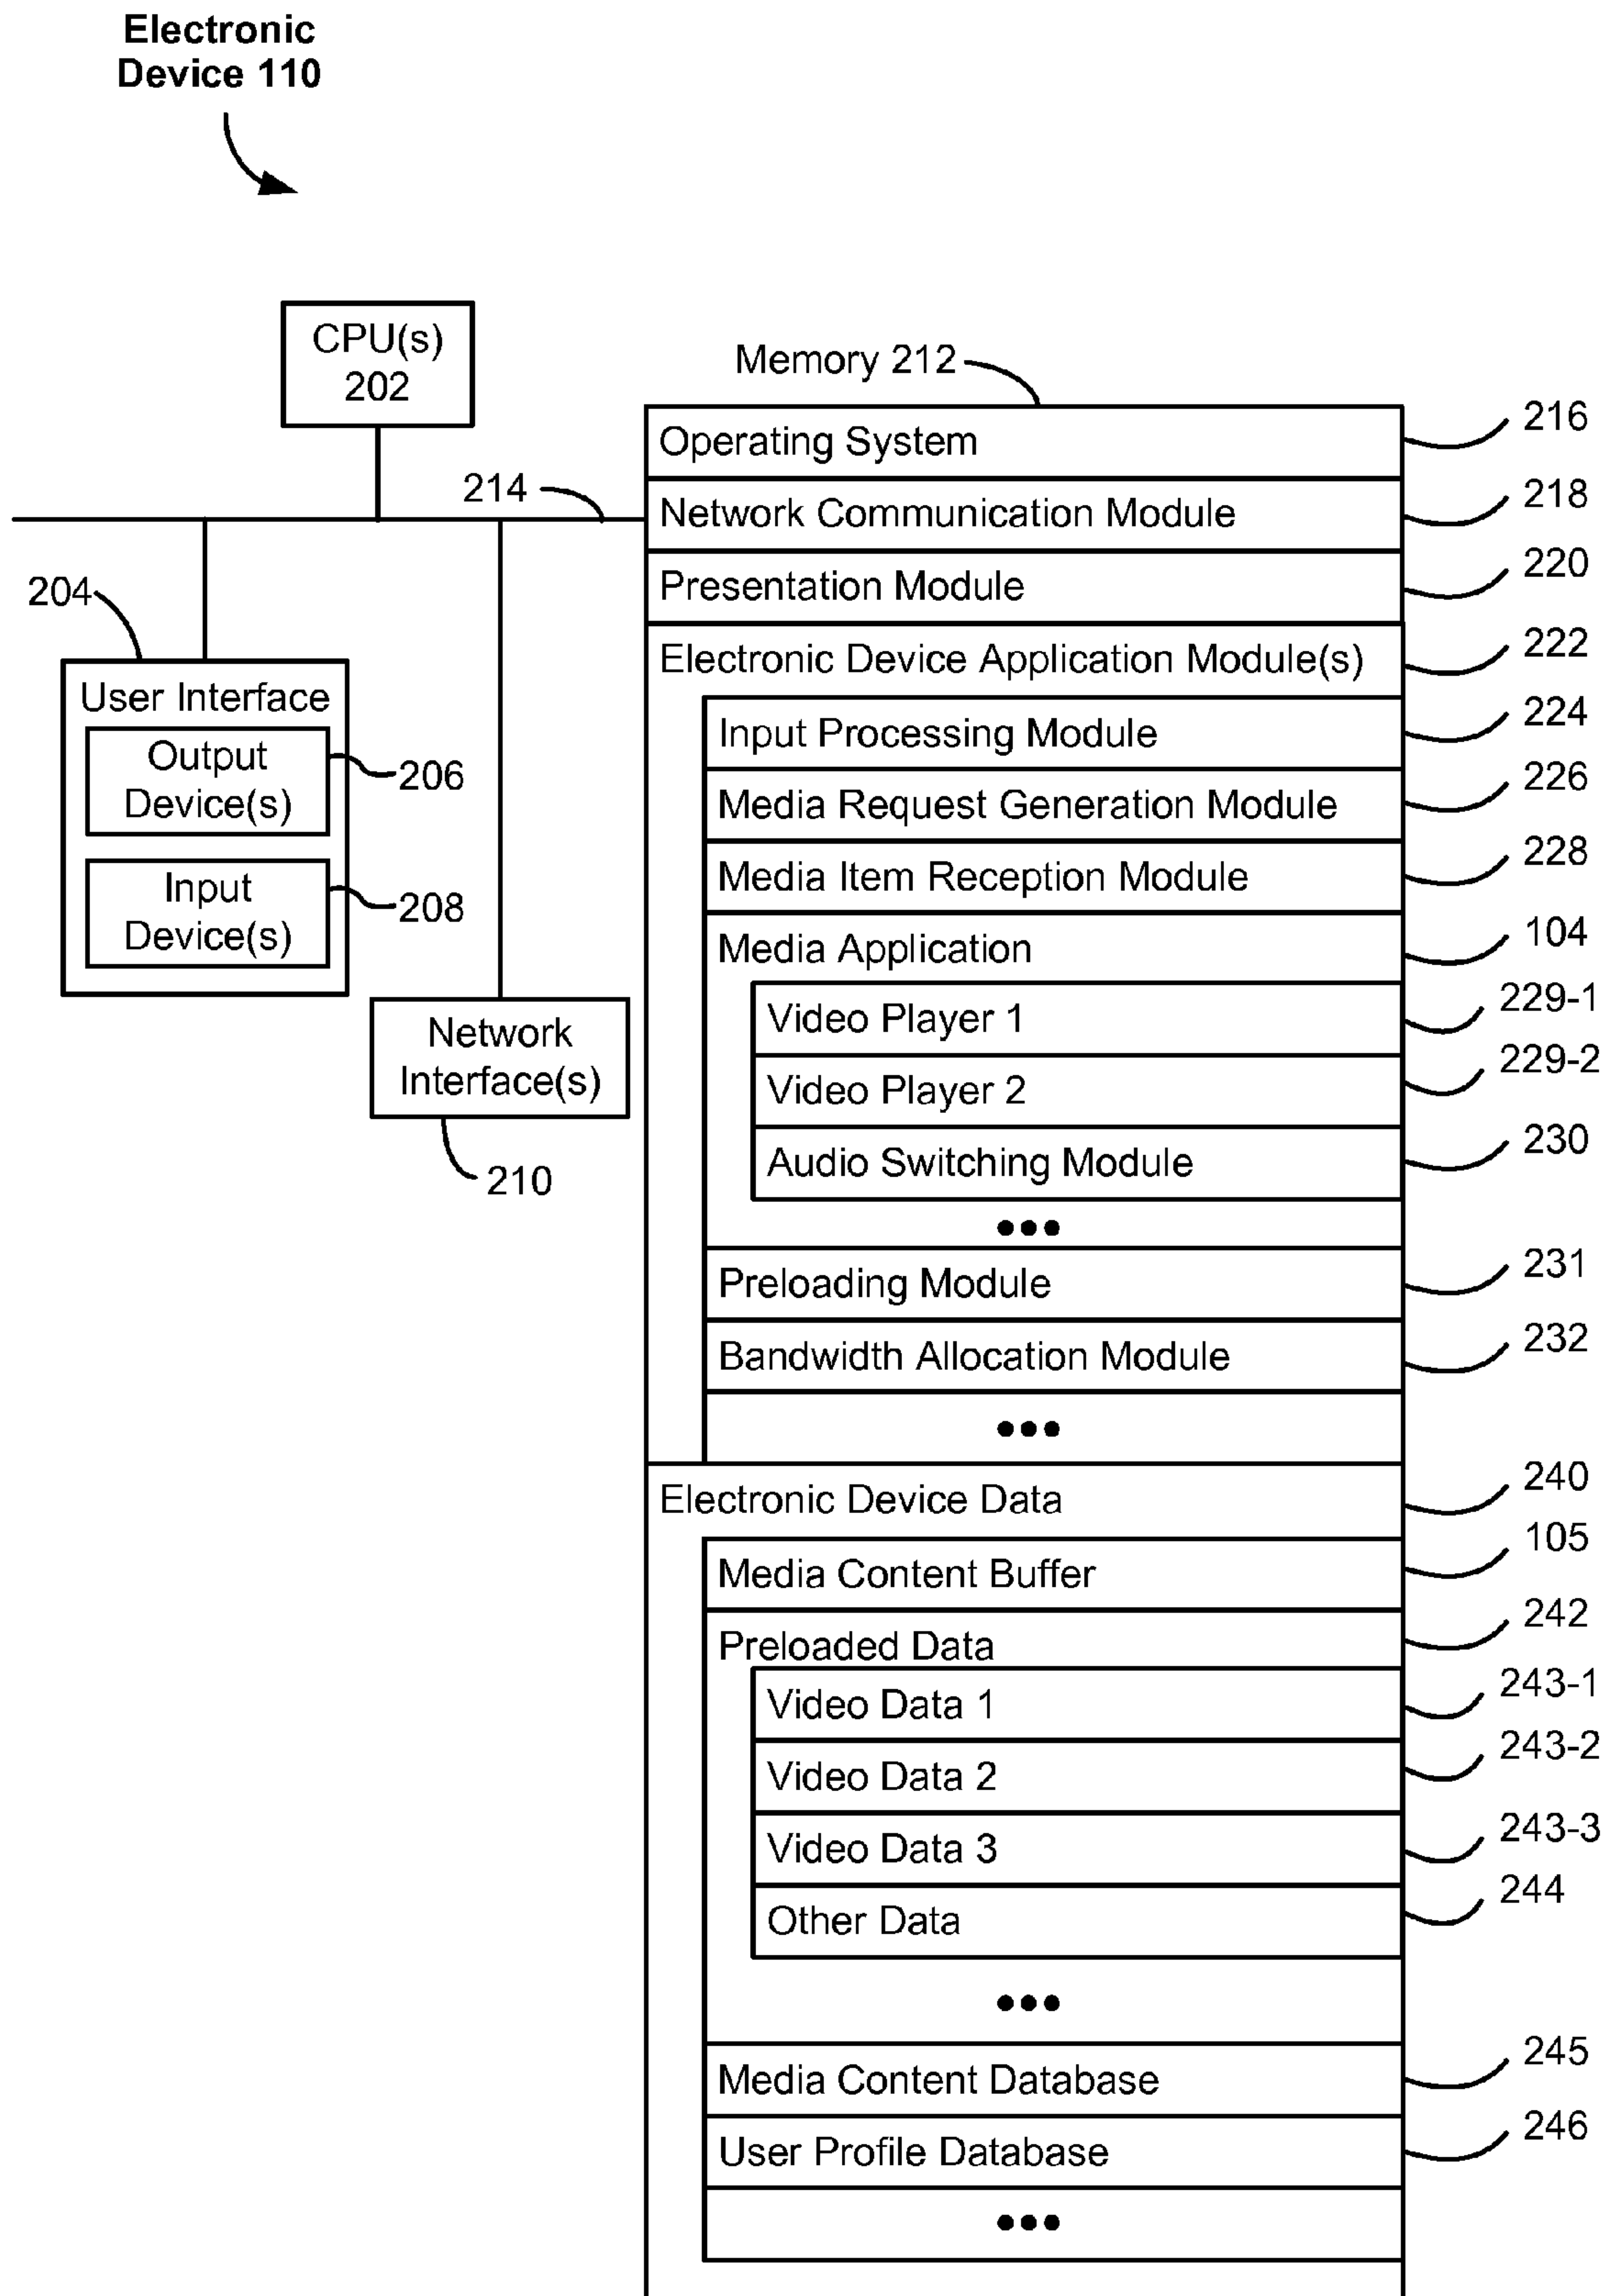 Electronic
Device 110
CPU(s)
202
Memory 212
214
204
User Interface
Output
Device(s)
206
Input
Device(s)
208
Network
Interface(s)
210
Operating System
216
Network Communication Module
218
Presentation Module
220
Electronic Device Application Module(s)
222
Input Processing Module
224
Media Request Generation Module
226
Media Item Reception Module
228
Media Application
104
Video Player 1
229-1
Video Player 2
229-2
Audio Switching Module
230
•••
Preloading Module
231
Bandwidth Allocation Module
232
•••
Electronic Device Data
240
Media Content Buffer
105
Preloaded Data
242
Video Data 1
243-1
Video Data 2
243-2
Video Data 3
243-3
Other Data
244
•••
Media Content Database
245
User Profile Database
246
•••